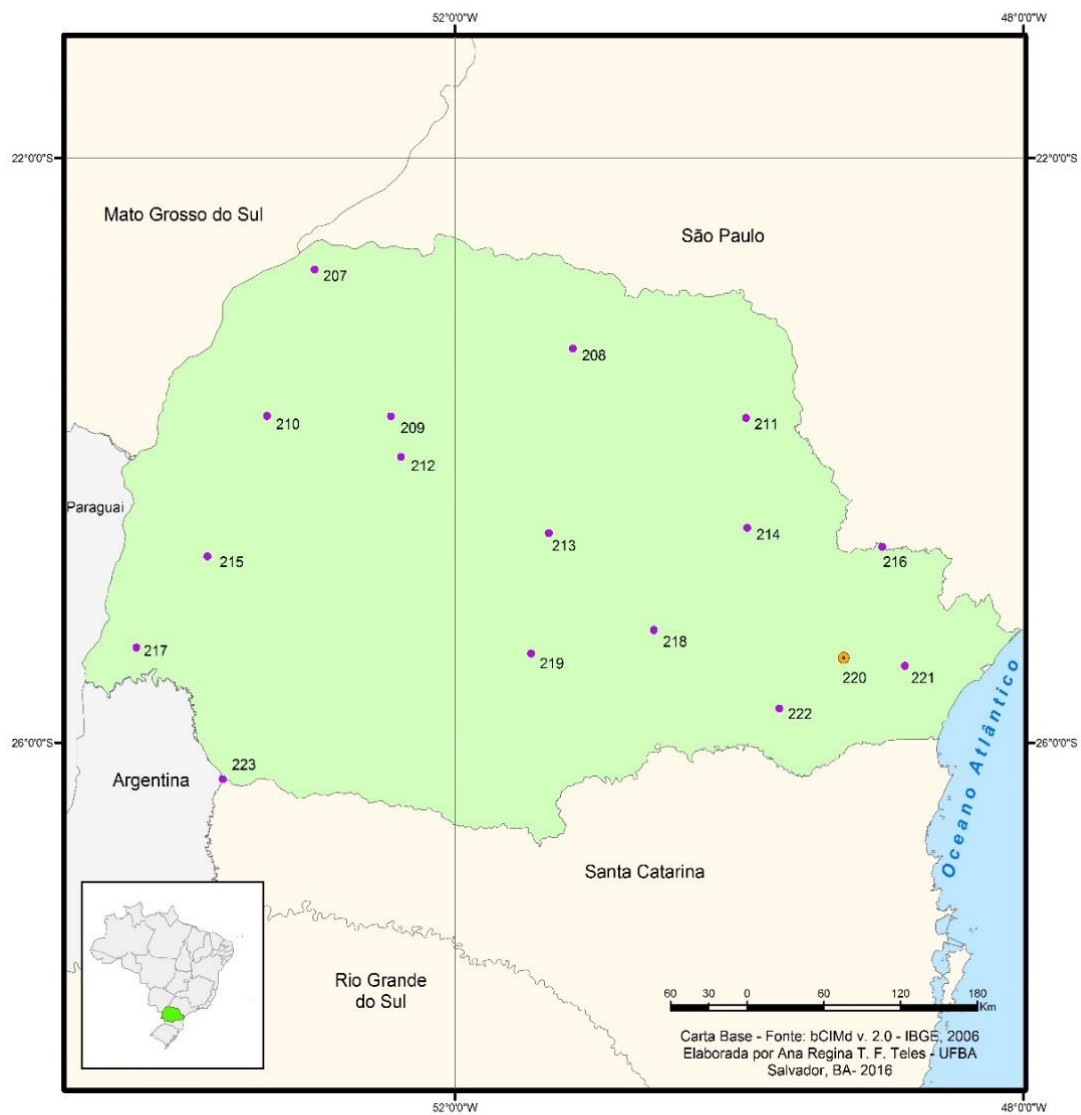 52°0'0"W
48°0'0"W
22°0'0"S
22°0'0"S
Mato Grosso do Sul
São Paulo
207
208
210
209
211
212
Paraguai
213
214
215
216
217
218
219
220
221
222
26°0'0"S
26°0'0"S
223
Argentina
Oceano Atlântico
Santa Catarina
Rio Grande
do Sul
60 30 0 60 120 180
Km
Carta Base - Fonte: bCIMd v. 2.0 - IBGE, 2006
Elaborada por Ana Regina T. F. Teles - UFBA
Salvador, BA- 2016
52°0'0"W
48°0'0"W